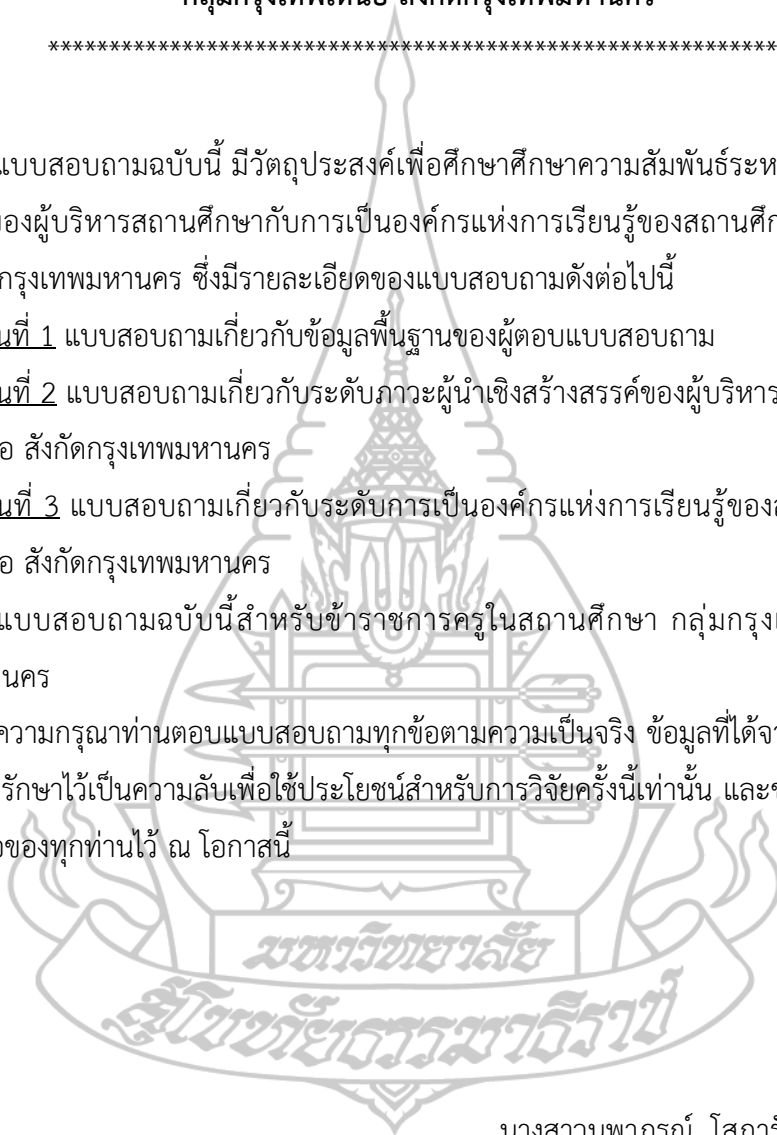 กลุ่มกรุงเทพเหนือ สังกัดกรุงเทพมหานคร
************************************************************
แบบสอบถามฉบับนี้ มีวัตถุประสงค์เพื่อศึกษาศึกษาความสัมพันธ์ระห
ของผู้บริหารสถานศึกษากับการเป็นองค์กรแห่งการเรียนรู้ของสถานศึก
กรุงเทพมหานคร ซึ่งมีรายละเอียดของแบบสอบถามดังต่อไปนี้
นที่ 1 แบบสอบถามเกี่ยวกับข้อมูลพื้นฐานของผู้ตอบแบบสอบถาม
นที่ 2 แบบสอบถามเกี่ยวกับระดับภาวะผู้นำเชิงสร้างสรรค์ของผู้บริหาร
อ สังกัดกรุงเทพมหานคร
นที่ 3 แบบสอบถามเกี่ยวกับระดับการเป็นองค์กรแห่งการเรียนรู้ของส
อ สังกัดกรุงเทพมหานคร
แบบสอบถามฉบับนี้สำหรับข้าราชการครูในสถานศึกษา กลุ่มกรุงเ
านคร
ความกรุณาท่านตอบแบบสอบถามทุกข้อตามความเป็นจริง ข้อมูลที่ได้จา
รักษาไว้เป็นความลับเพื่อใช้ประโยชน์สำหรับการวิจัยครั้งนี้เท่านั้น และข
ของทุกท่านไว้ ณ โอกาสนี้
มหาวิทยาลัย
สุโขทัยธรรมาธิราช